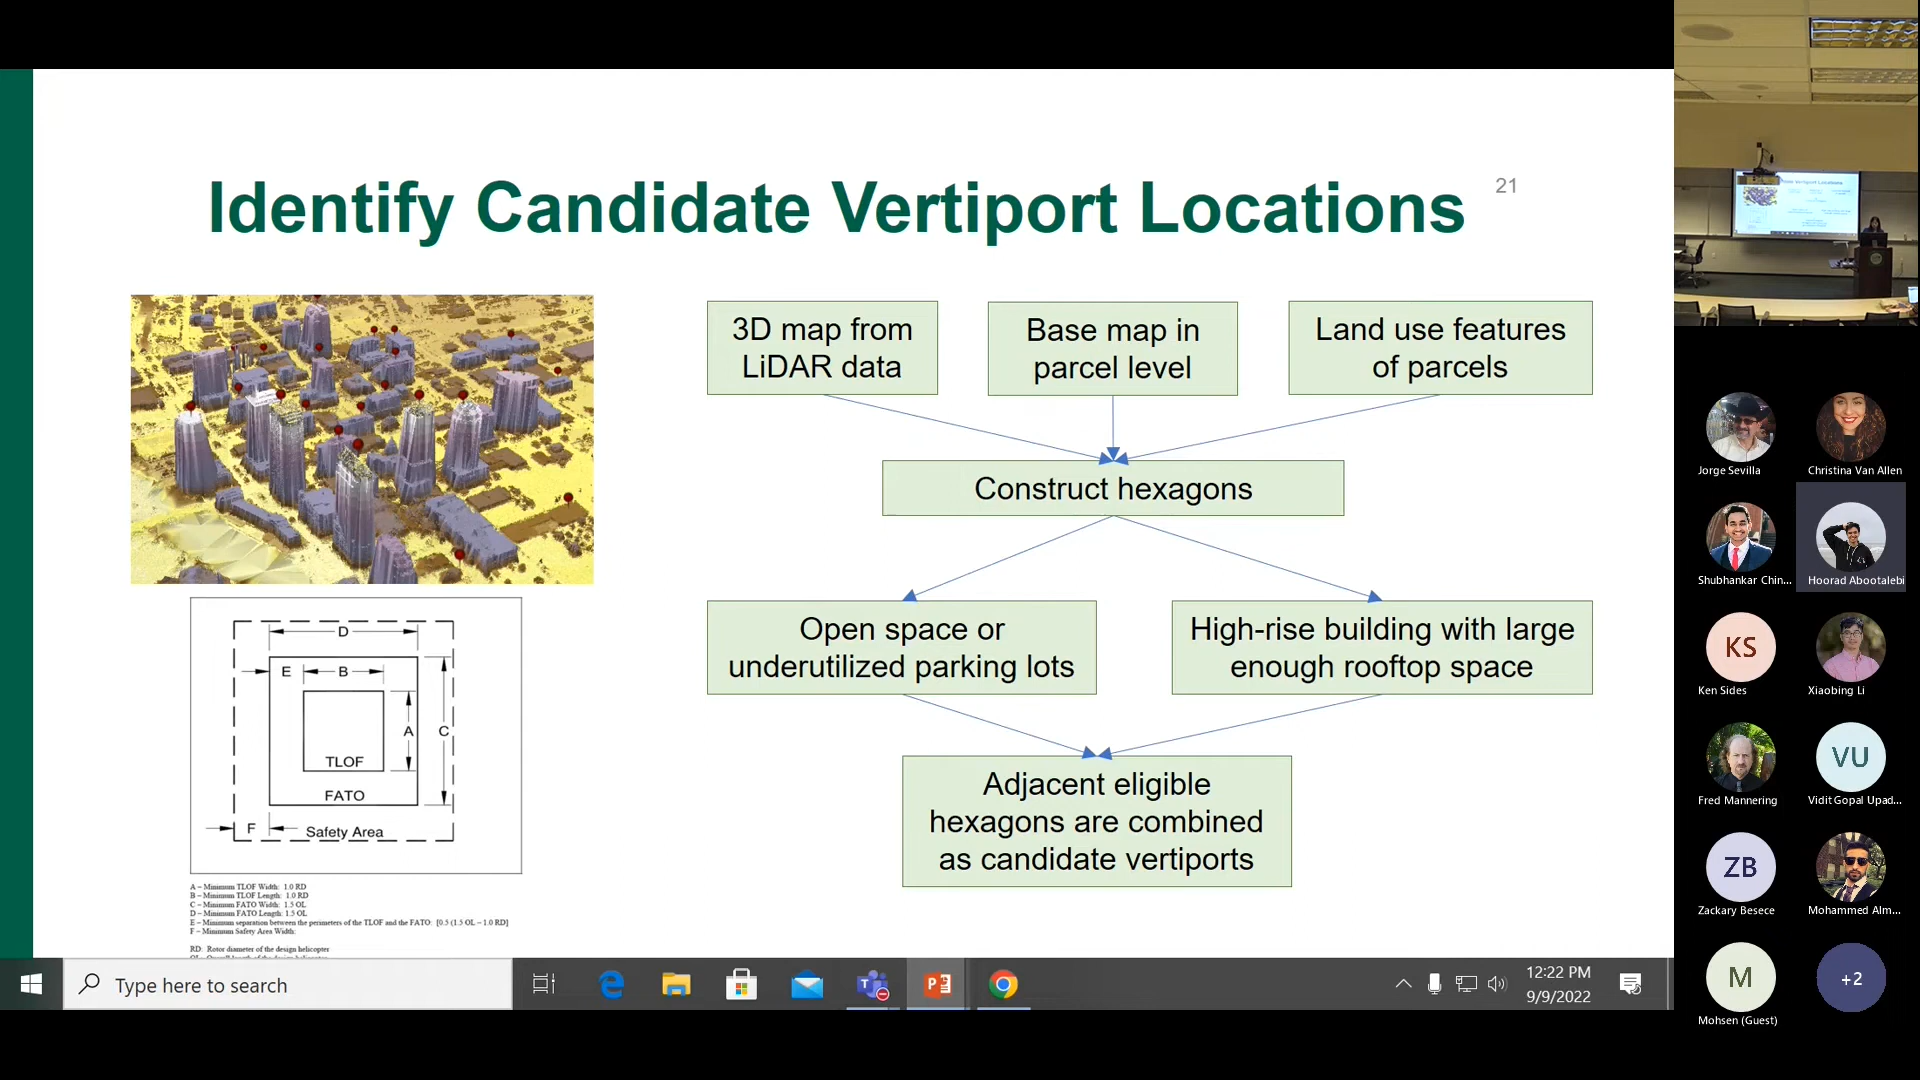 Identify Candidate Vertiport Locations
21
3D map from
LiDAR data
Base map in
parcel level
Land use features
of parcels
Construct hexagons
Open space or
underutilized parking lots
High-rise building with large
enough rooftop space
Adjacent eligible
hexagons are combined
as candidate vertiports
D
E
B
A
C
TLOF
FATO
F
Safety Area
A – Minimum TLOF Width: 1.0 RD
B – Minimum TLOF Length: 1.0 RD
C – Minimum FATO Width: 1.5 OL
D – Minimum FATO Length: 1.5 OL
E – Minimum separation between the perimeters of the TLOF and the FATO: [0.5 (1.5 OL – 1.0 RD]
F – Minimum Safety Area Width:
RD: Rotor diameter of the design helicopter
Type here to search
12:22 PM
9/9/2022
Jorge Sevilla
Christina Van Allen
Shubhankar Chin...
Hoorad Abootalebi
KS
Ken Sides
Xiaobing Li
Fred Mannering
VU
Vidit Gopal Upad...
ZB
Zackary Besece
Mohammed Alm...
M
Mohsen (Guest)
+2